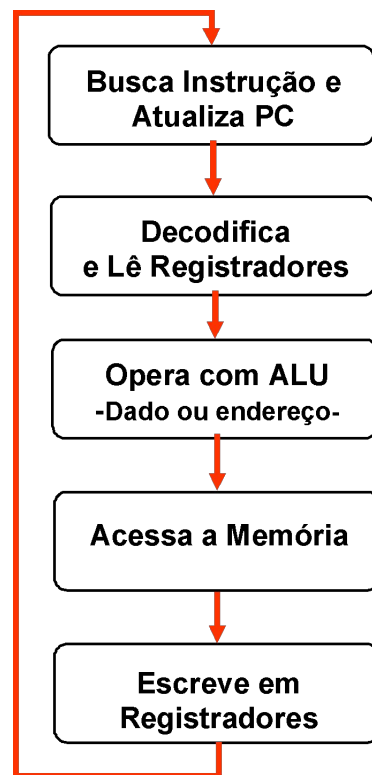 Busca Instrução e
Atualiza PC
Decodifica
e Lê Registradores
Opera com ALU
-Dado ou endereço-
Acessa a Memória
Escreve em
Registradores